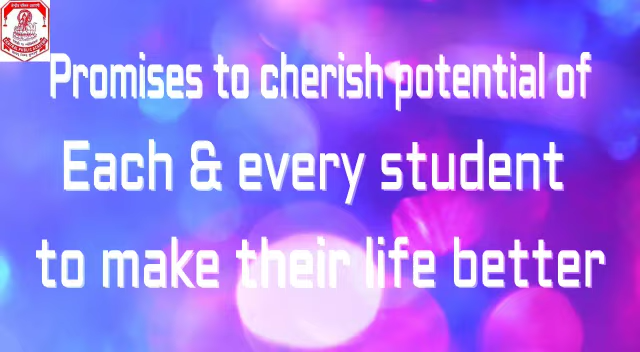 Promises to cherish potential of
Each & every student
to make their life better